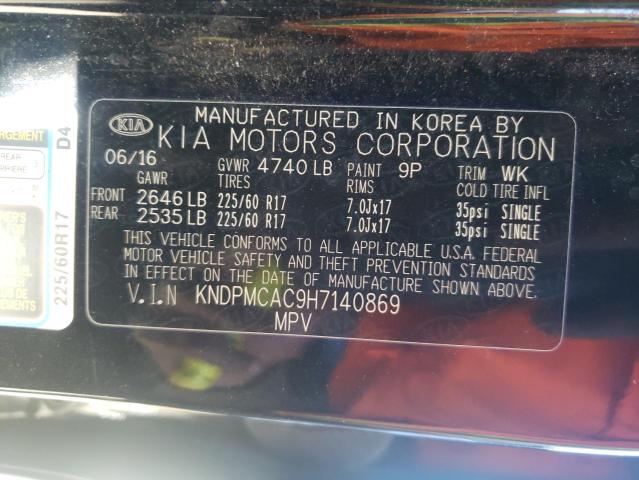 MANUFACTURED IN KOREA BY
KIA KIA MOTORS CORPORATION
06/16 GVWR 4740 LB PAINT 9P TRIM WK
GAWR TIRES RIMS COLD TIRE INFL
FRONT 2646 LB 225/60 R17 7.0Jx17 35psi SINGLE
REAR 2535 LB 225/60 R17 7.0Jx17 35psi SINGLE
THIS VEHICLE CONFORMS TO ALL APPLICABLE U.S.A. FEDERAL
MOTOR VEHICLE SAFETY AND THEFT PREVENTION STANDARDS
IN EFFECT ON THE DATE OF MANUFACTURE SHOWN ABOVE.
V.I.N KNDPMCAC9H7140869
MPV
D4
REAR
225/60R17